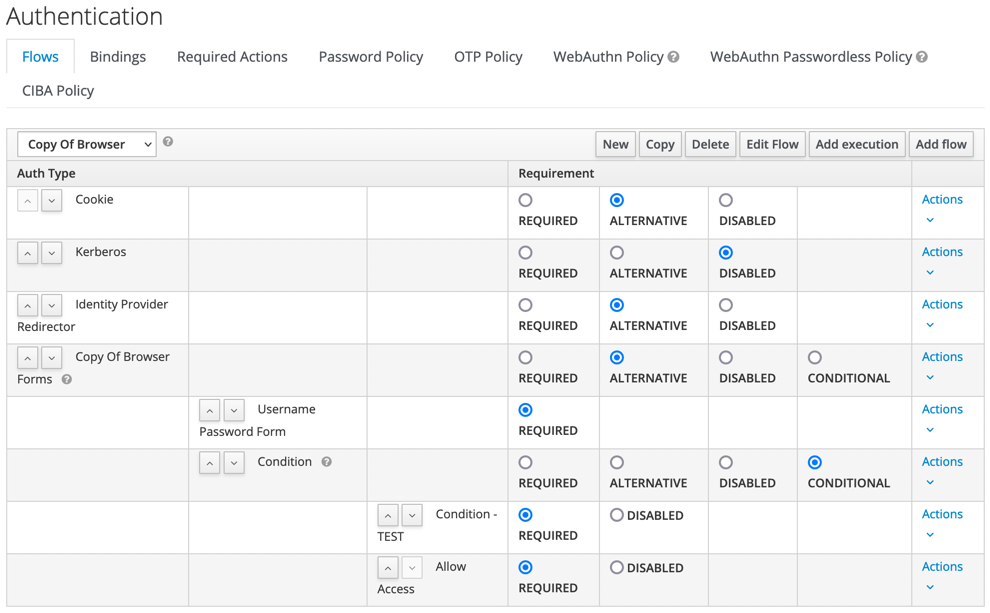 Authentication
Flows Bindings Required Actions Password Policy OTP Policy WebAuthn Policy ? WebAuthn Passwordless Policy ?
CIBA Policy
Copy Of Browser ? New Copy Delete Edit Flow Add execution Add flow
Auth Type Requirement
Cookie Actions
REQUIRED ALTERNATIVE DISABLED
Kerberos Actions
REQUIRED ALTERNATIVE DISABLED
Identity Provider Actions
Redirector REQUIRED ALTERNATIVE DISABLED
Copy Of Browser Actions
Forms ? REQUIRED ALTERNATIVE DISABLED CONDITIONAL
Username Actions
Password Form REQUIRED
Condition ? Actions
REQUIRED ALTERNATIVE DISABLED CONDITIONAL
Condition - DISABLED Actions
TEST REQUIRED
Allow DISABLED Actions
Access REQUIRED